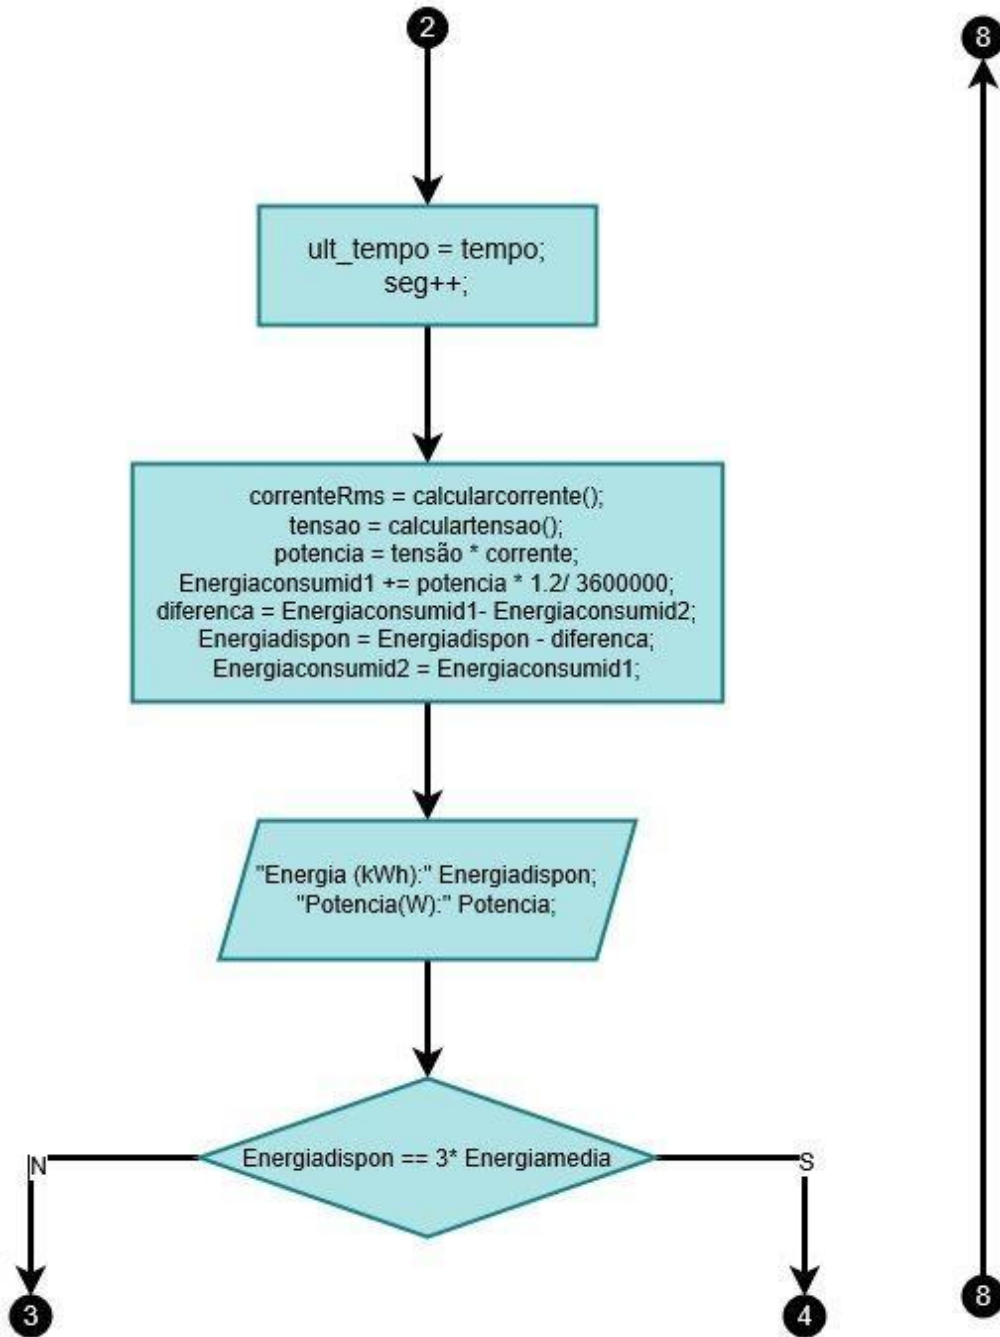 2
8
ult_tempo = tempo;
seg++;
correnteRms = calcularcorrente();
tensao = calculartensao();
potencia = tensão * corrente;
Energiaconsumid1 += potencia * 1.2/ 3600000;
diferenca = Energiaconsumid1- Energiaconsumid2;
Energiadispon = Energiadispon - diferenca;
Energiaconsumid2 = Energiaconsumid1;
"Energia (kWh):" Energiadispon;
"Potencia(W):" Potencia;
Energiadispon == 3* Energiamedia
N
S
3
4
8